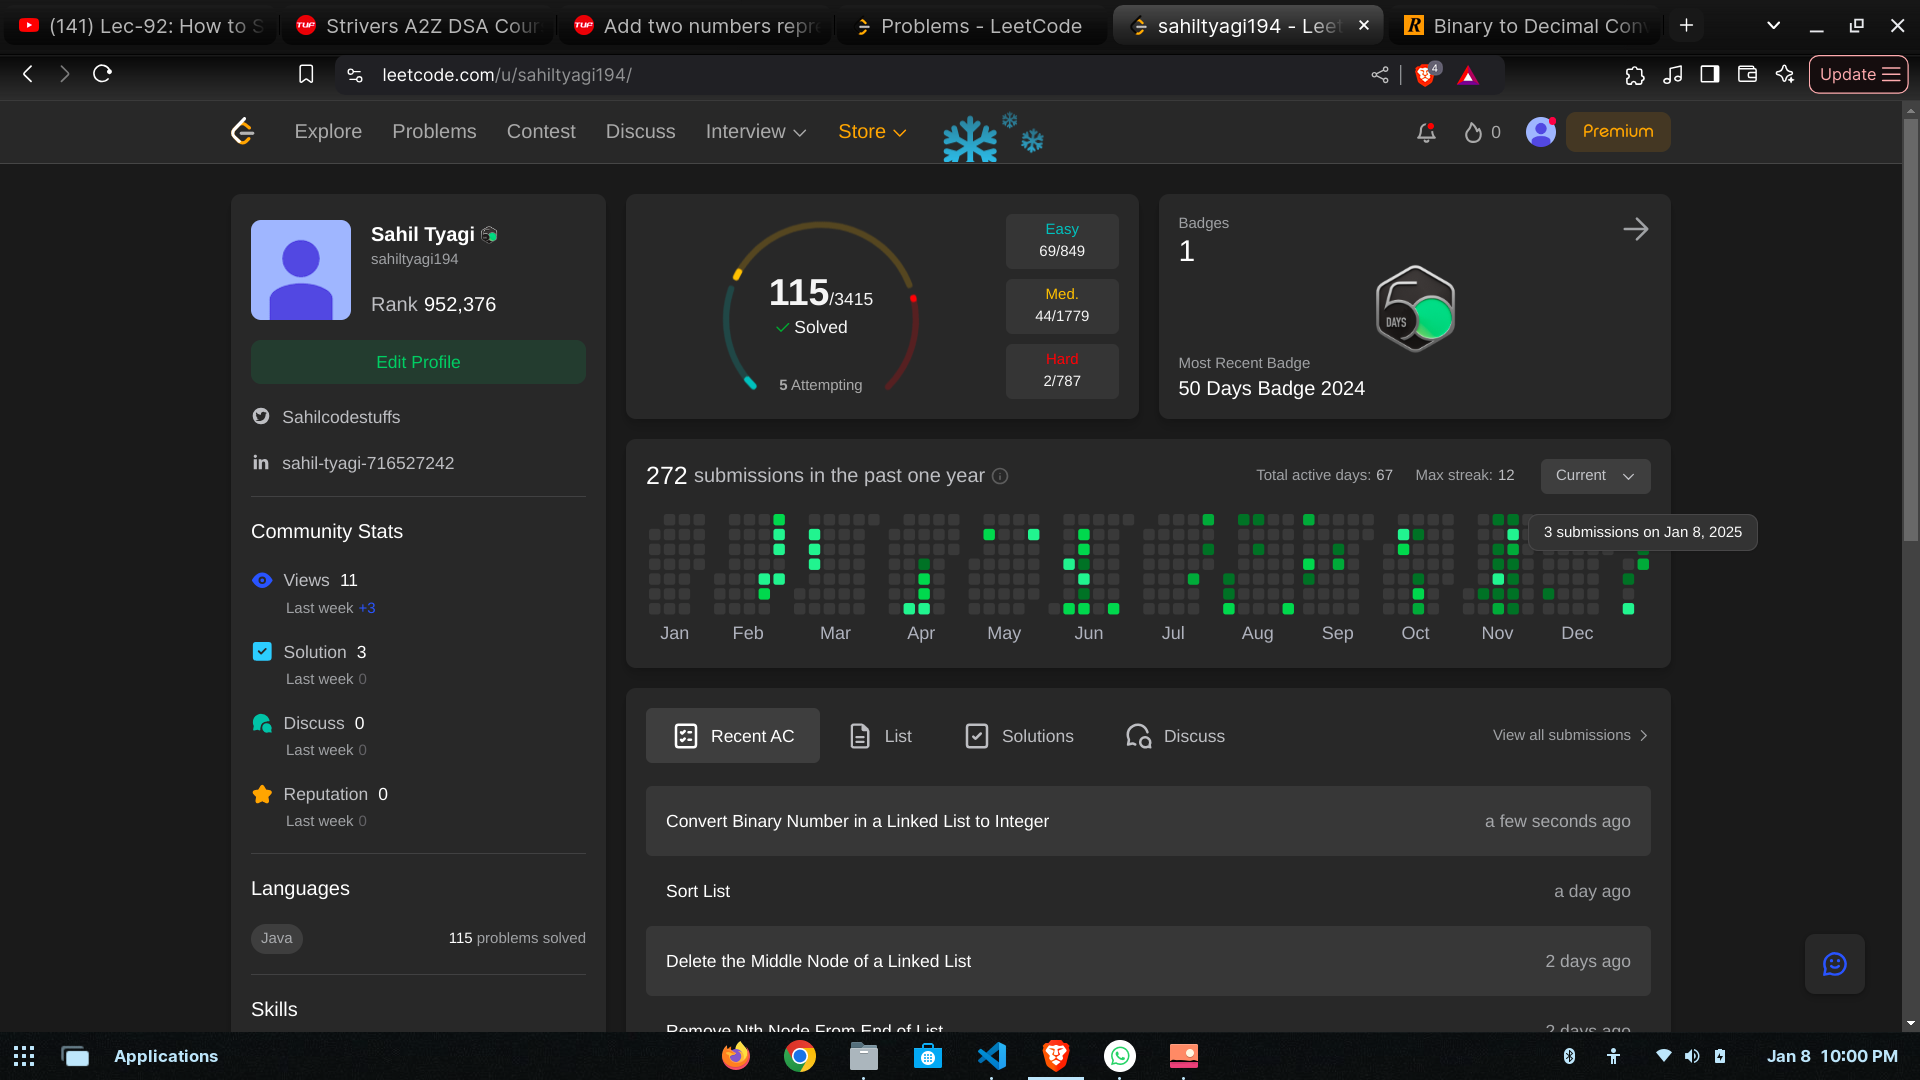 (141) Lec-92: How to S
Strivers A2Z DSA Cour
Add two numbers repre
Problems - LeetCode
sahiltyagi194 - Leet
Binary to Decimal Conv
leetcode.com/u/sahiltyagi194/
4
Update
Explore
Problems
Contest
Discuss
Interview
Store
0
Premium
Sahil Tyagi
sahiltyagi194
Rank 952,376
Edit Profile
Sahilcodestuffs
sahil-tyagi-716527242
Community Stats
Views 11
Last week +3
Solution 3
Last week 0
Discuss 0
Last week 0
Reputation 0
Last week 0
Languages
Java
115 problems solved
Skills
115/3415
Solved
5 Attempting
Easy
69/849
Med.
44/1779
Hard
2/787
Badges
1
50
DAYS
Most Recent Badge
50 Days Badge 2024
272 submissions in the past one year
Total active days: 67
Max streak: 12
Current
3 submissions on Jan 8, 2025
Jan
Feb
Mar
Apr
May
Jun
Jul
Aug
Sep
Oct
Nov
Dec
Recent AC
List
Solutions
Discuss
View all submissions
Convert Binary Number in a Linked List to Integer
a few seconds ago
Sort List
a day ago
Delete the Middle Node of a Linked List
2 days ago
Remove Nth Node From End of List
2 days ago
Applications
Jan 8 10:00 PM